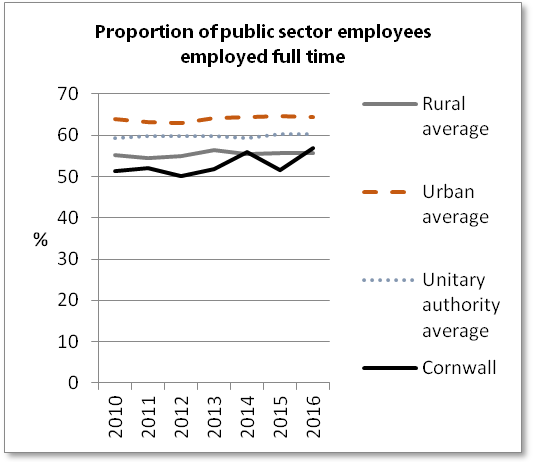 Proportion of public sector employees
employed full time
70
60
50
40
30
20
10
0
%
2010
2011
2012
2013
2014
2015
2016
Rural
average
Urban
average
Unitary
authority
average
Cornwall